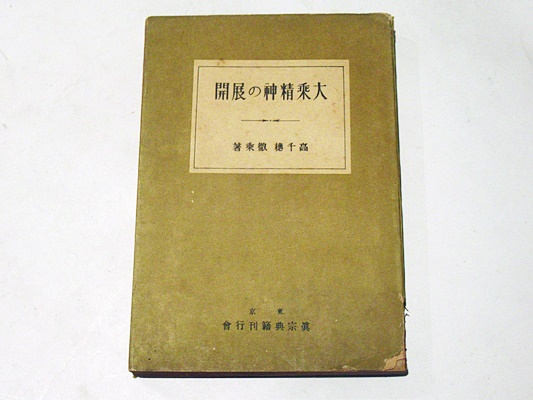 大乘精神の展開
高千穗徹乘著
東京
眞宗典籍刊行會